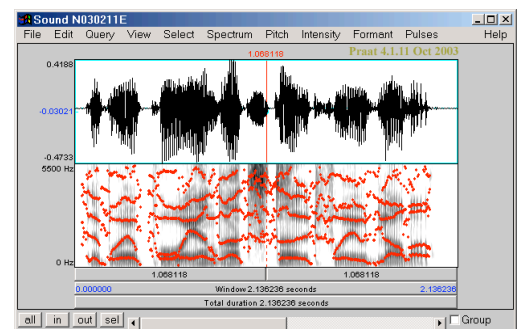 Sound N030211E
File Edit Query View Select Spectrum Pitch Intensity Formant Pulses Help
1.068118 Praat 4.1.11 Oct 2003
0.4188
-0.03021
-0.4733
5500 Hz
0 Hz
1.068118 1.068118
0.000000 Window 2.136236 seconds 2.136236
Total duration 2.136236 seconds
all in out sel Group